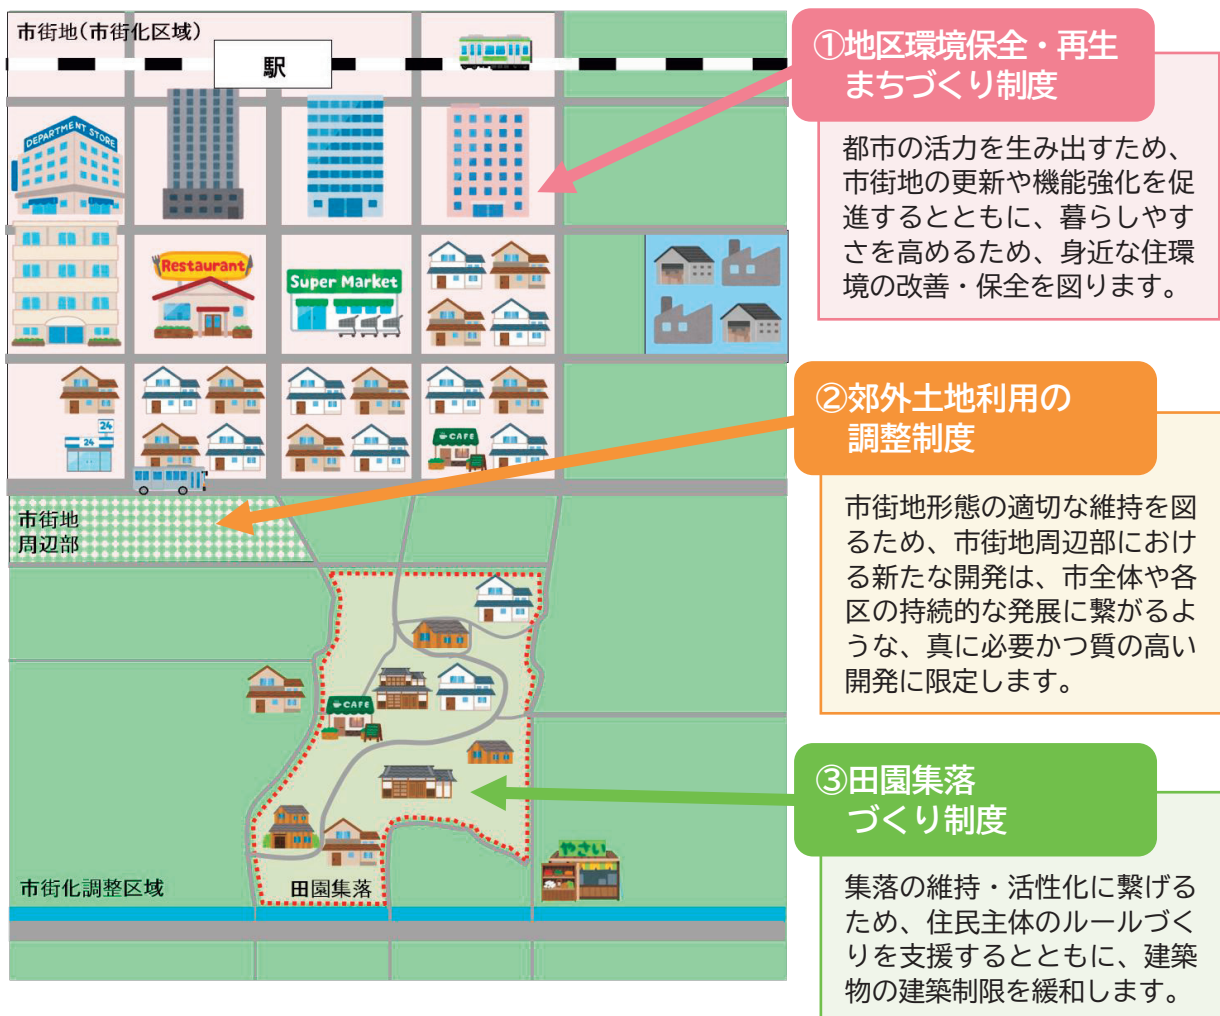 市街地(市街化区域)
駅
DEPARTMENT STORE
Restaurant
Super Market
24
24
CAFE
市街地
周辺部
CAFE
やさい
市街化調整区域
田園集落
①地区環境保全・再生
まちづくり制度
都市の活力を生み出すため、
市街地の更新や機能強化を促
進するとともに、暮らしやす
さを高めるため、身近な住環
境の改善・保全を図ります。
②郊外土地利用の
調整制度
市街地形態の適切な維持を図
るため、市街地周辺部におけ
る新たな開発は、市全体や各
区の持続的な発展に繋がるよ
うな、真に必要かつ質の高い
開発に限定します。
③田園集落
づくり制度
集落の維持・活性化に繋げる
ため、住民主体のルールづく
りを支援するとともに、建築
物の建築制限を緩和します。